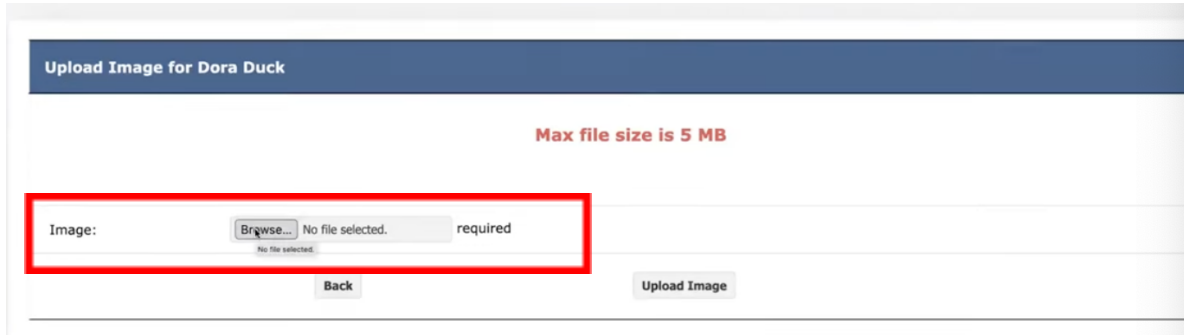 Upload Image for Dora Duck
Max file size is 5 MB
Image: Browse... No file selected. required
No file selected.
Back Upload Image